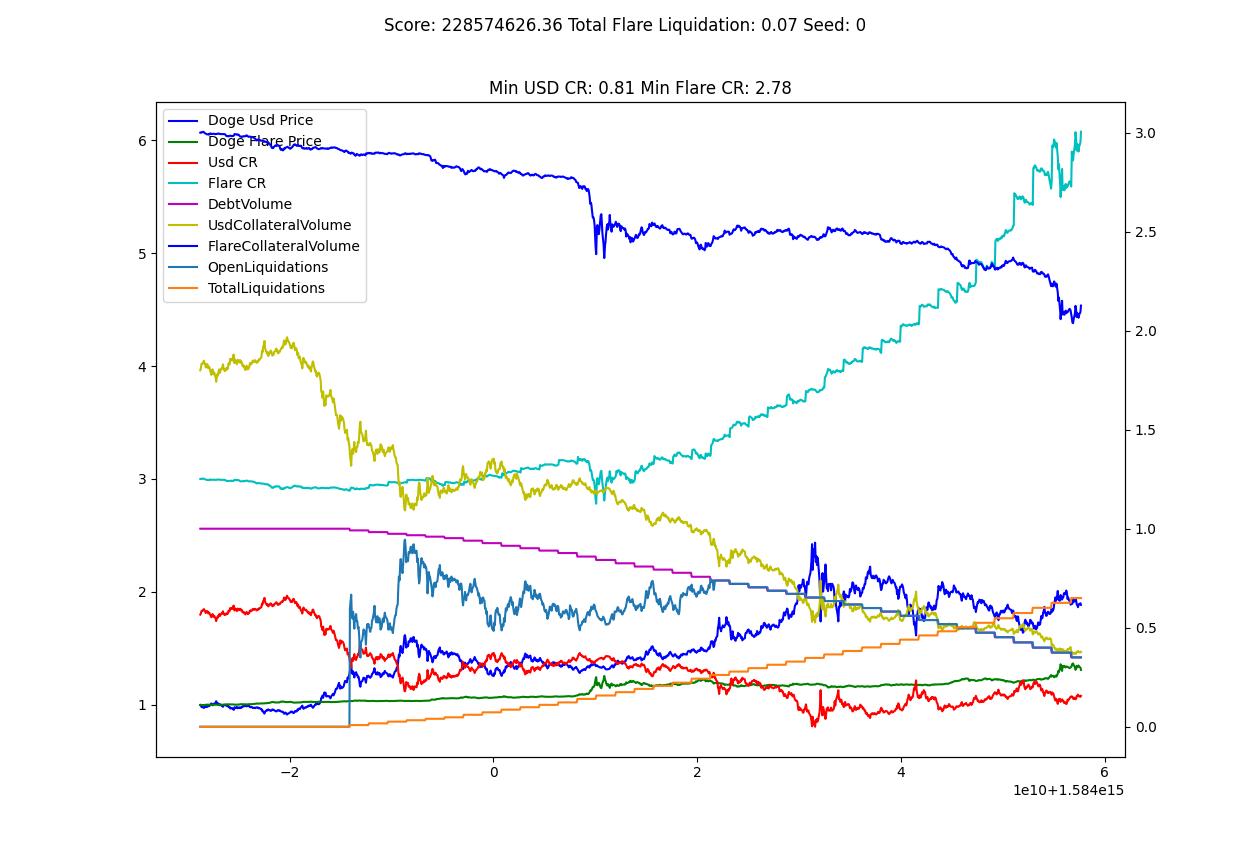 Score: 228574626.36 Total Flare Liquidation: 0.07 Seed: 0
Min USD CR: 0.81 Min Flare CR: 2.78
Doge Usd Price
Doge Flare Price
Usd CR
Flare CR
DebtVolume
UsdCollateralVolume
FlareCollateralVolume
OpenLiquidations
TotalLiquidations
6
5
4
3
2
1
3.0
2.5
2.0
1.5
1.0
0.5
0.0
−2
0
2
4
6
1e10+1.584e15